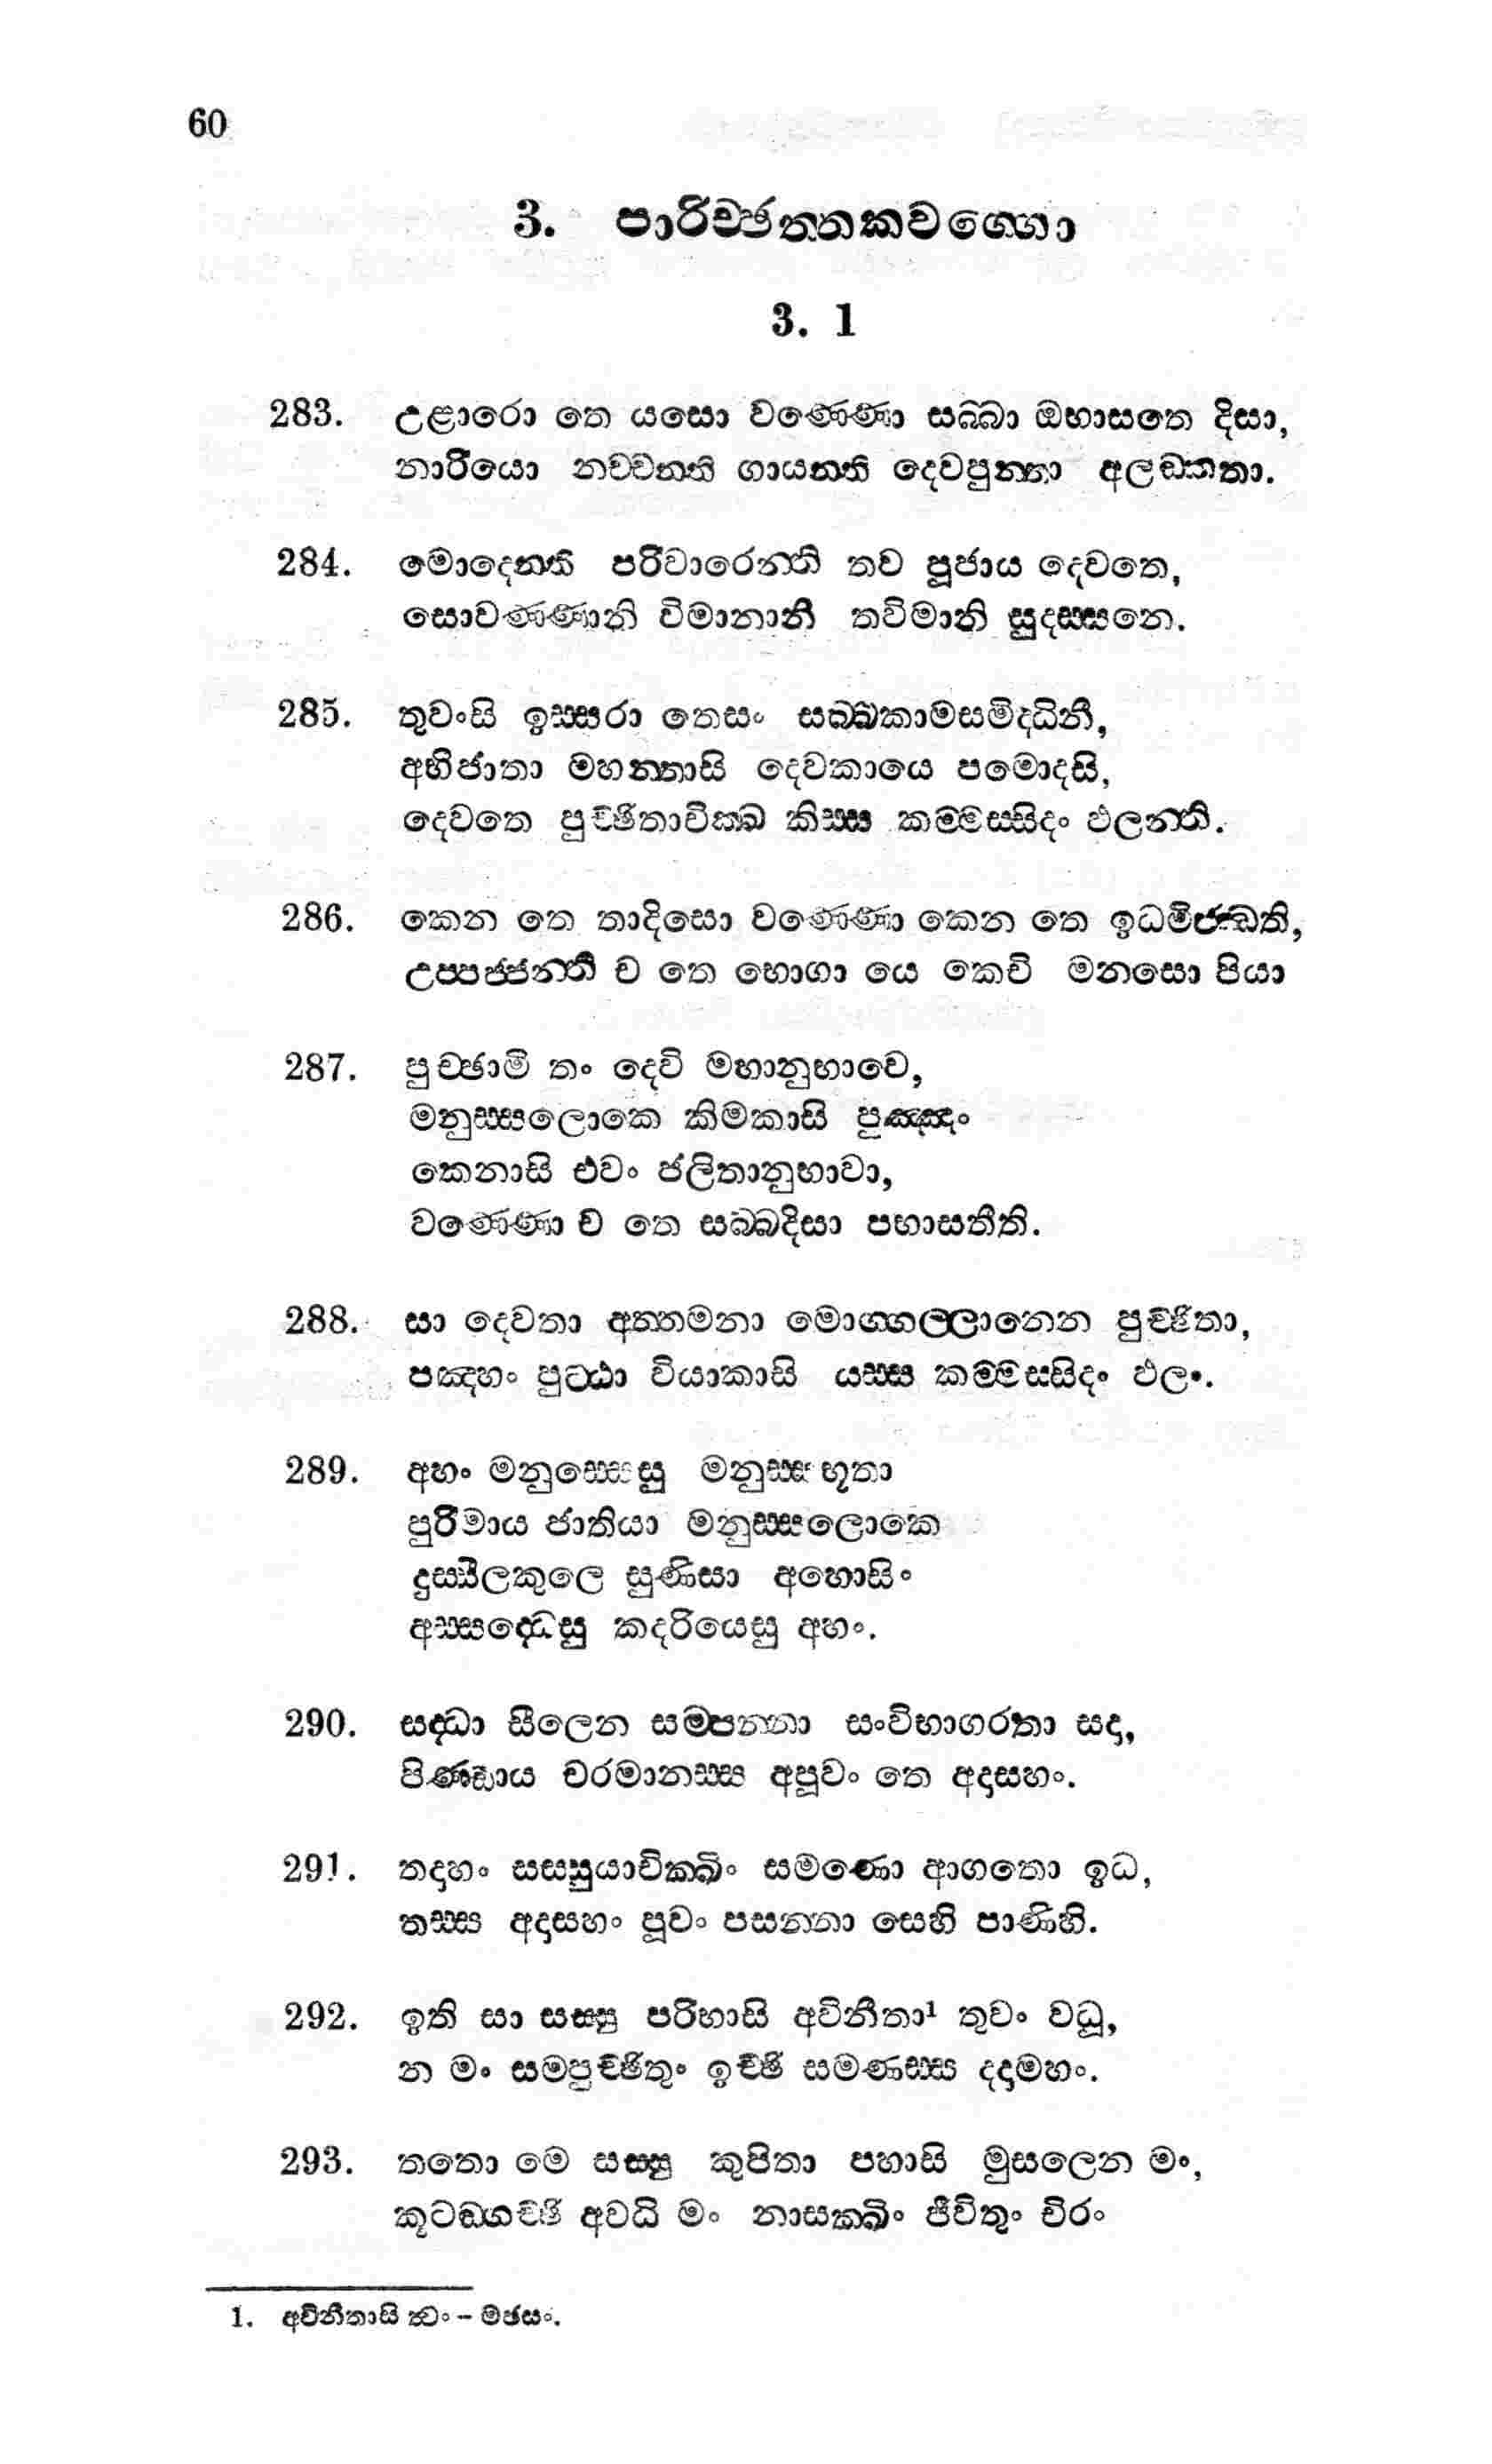 60
3. පාරිච්ඡත්තකවග්ගො
3. 1
283. උළාරො තෙ යසො වණ්ණො සබ්බා ඔභාසතෙ දිසා,
නාරියො නච්චන්ති ගායන්ති දෙවපුත්තා අලඞ්කතා.
284. මොදෙන්ති පරිවාරෙන්ති තව පූජාය දෙවතෙ,
සොවණ්ණානි විමානානි තවිමානි සුදස්සනෙ.
285. තුවංසි ඉස්සරා තෙසං සබ්බකාමසමිද්ධිනී,
අභිජාතා මහන්තාසි දෙවකායෙ පමොදසි,
දෙවතෙ පුච්ඡිතාචික්ඛ කිස්ස කම්මස්සිදං ඵලන්ති.
286. කෙන තෙ තාදිසො වණ්ණො කෙන තෙ ඉධමිජ්ඣති,
උප්පජ්ජන්ති ච තෙ භොගා යෙ කෙචි මනසො පියා
287. පුච්ඡාමි තං දෙවි මහානුභාවෙ,
මනුස්සලොකෙ කිමකාසි පුඤ්ඤං
කෙනාසි එවං ජලිතානුභාවා,
වණ්ණො ච තෙ සබ්බදිසා පභාසතීති.
288. සා දෙවතා අත්තමනා මොග්ගල්ලානෙන පුච්ඡිතා,
පඤ්හං පුට්ඨා වියාකාසි යස්ස කම්මස්සිදං ඵලං.
289. අහං මනුස්සෙසු මනුස්සභූතා
පුරිමාය ජාතියා මනුස්සලොකෙ
දුස්සීලකුලෙ සුණිසා අහොසිං
අස්සද්ධෙසු කදරියෙසු අහං.
290. සද්ධා සීලෙන සම්පන්නා සංවිභාගරතා සදා,
පිණ්ඩාය චරමානස්ස අපූවං තෙ අදාසහං.
291. තදාහං සස්සුයාචික්ඛිං සමණො ආගතො ඉධ,
තස්ස අදාසහං පූවං පසන්නා සෙහි පාණිහි.
292. ඉති සා සස්සු පරිභාසි අවිනීතා¹ තුවං වධූ,
න මං සම්පුච්ඡිතුං ඉච්ඡි සමණස්ස දදාමහං.
293. තතො මෙ සස්සු කුපිතා පහාසි මුසලෙන මං,
කූටඞ්ගච්ඡි අවධි මං නාසක්ඛිං ජීවිතුං චිරං
1. අවිනීතාසි ත්වං – මඡසං.